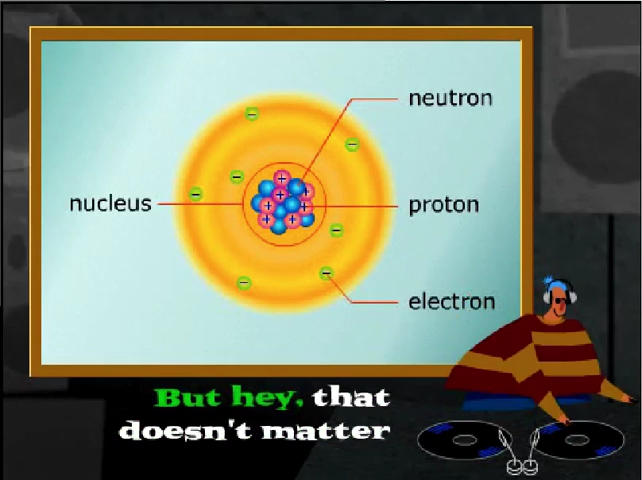 neutron
nucleus
proton
electron
But hey, that
doesn't matter